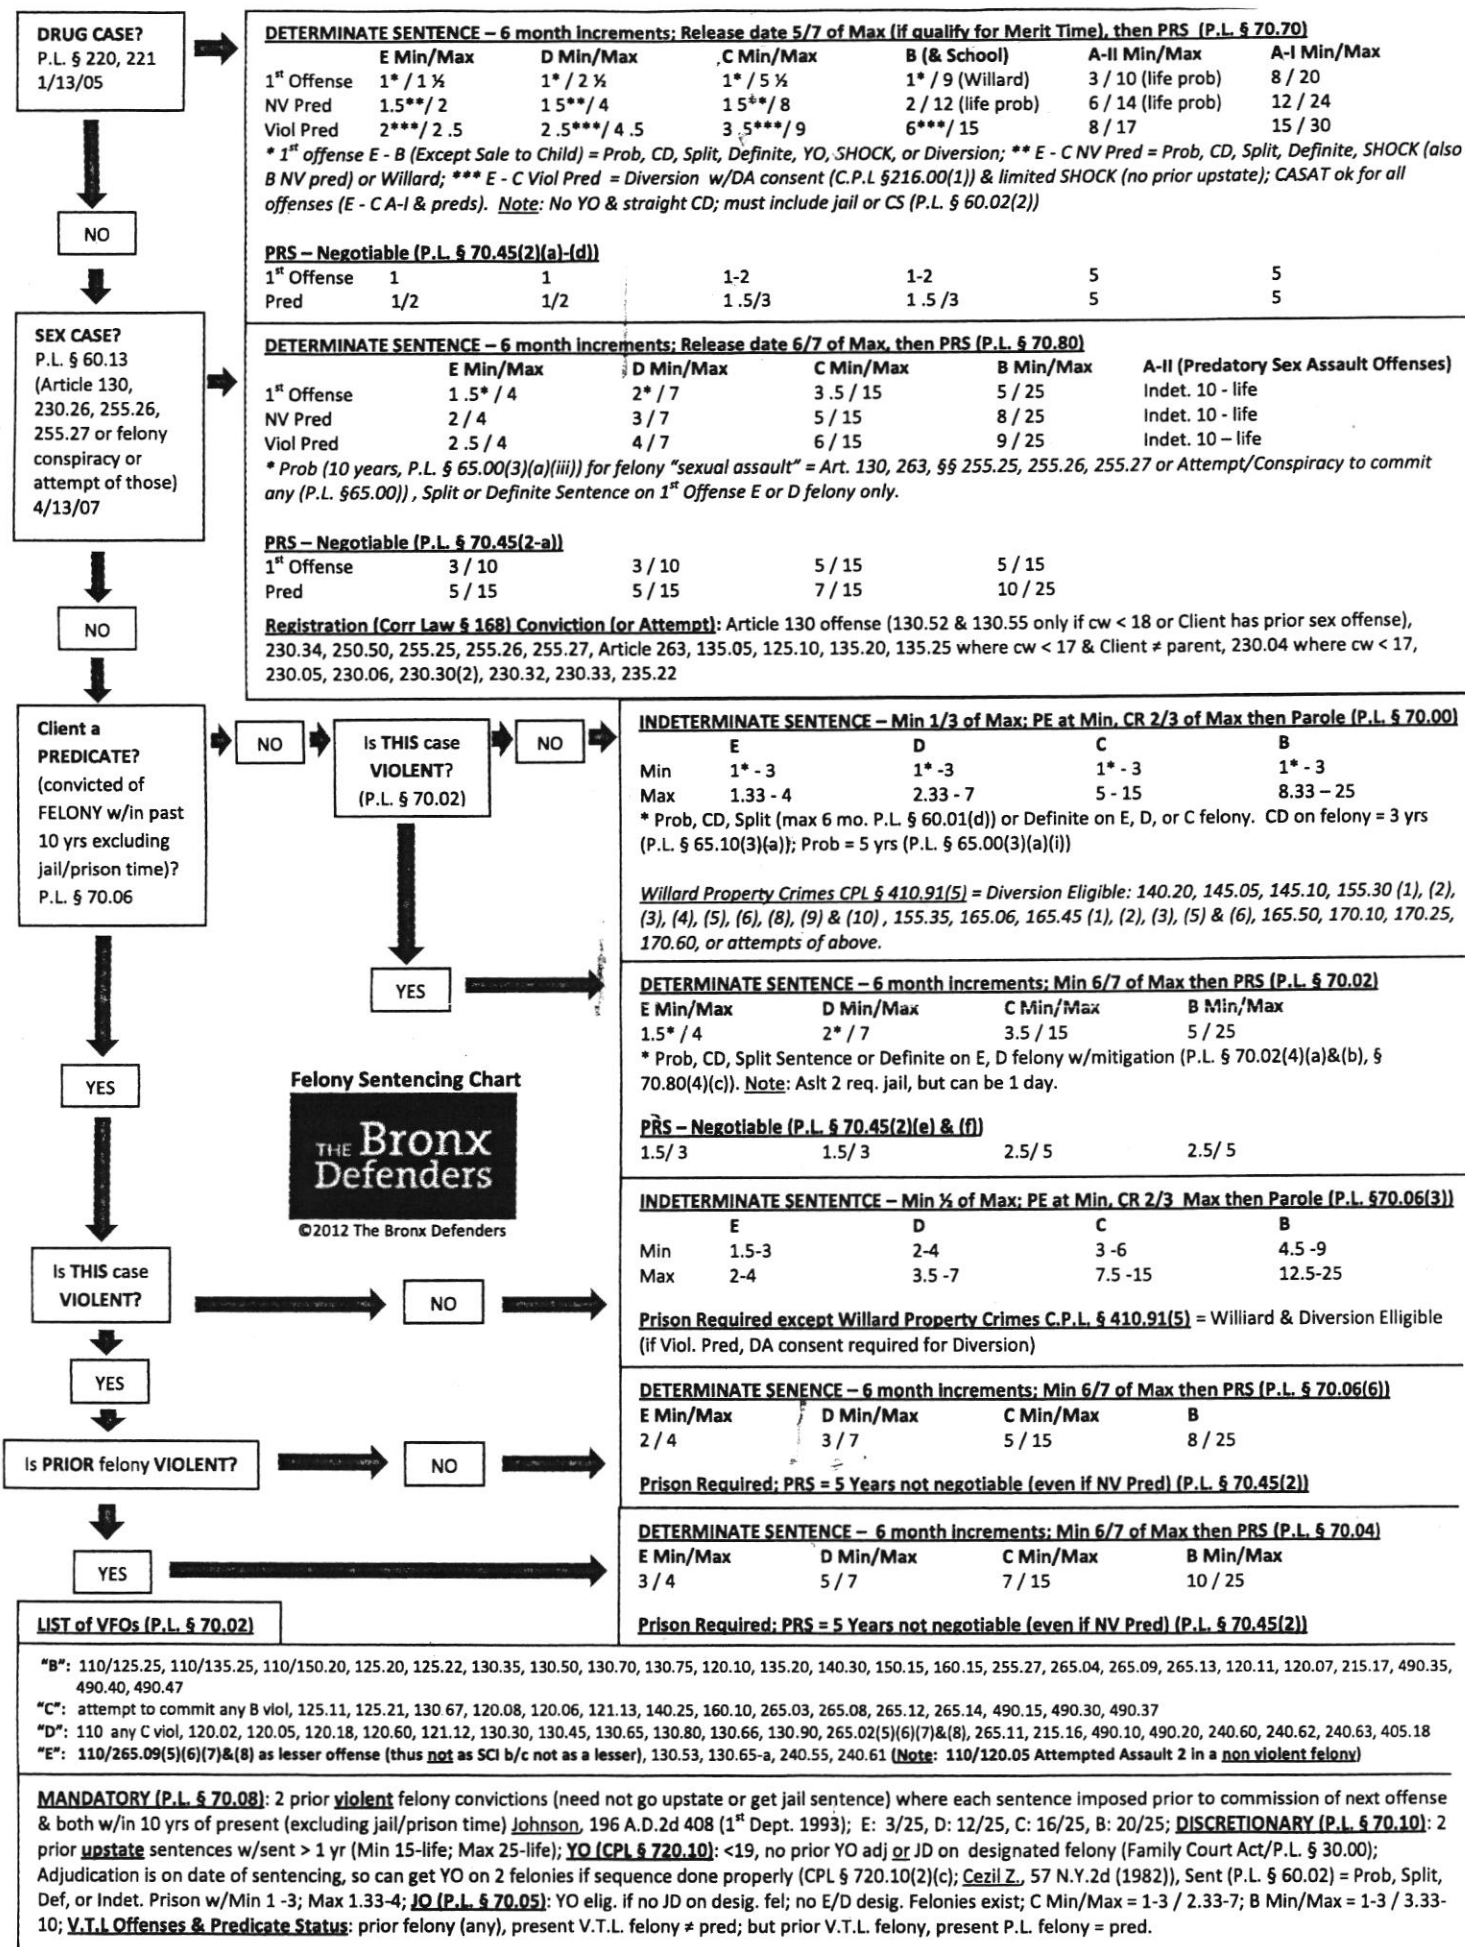 DRUG CASE?
P.L. § 220, 221
1/13/05
NO
SEX CASE?
P.L. § 60.13
(Article 130,
230.26, 255.26,
255.27 or felony
conspiracy or
attempt of those)
4/13/07
NO
DETERMINATE SENTENCE – 6 month increments; Release date 5/7 of Max (if qualify for Merit Time), then PRS (P.L. § 70.70)
E Min/Max D Min/Max C Min/Max B (& School) A-II Min/Max A-I Min/Max
1st Offense 1* / 1 ½ 1* / 2 ½ 1* / 5 ½ 1* / 9 (Willard) 3 / 10 (life prob) 8 / 20
NV Pred 1.5**/ 2 1 5**/ 4 1 5**/ 8 2 / 12 (life prob) 6 / 14 (life prob) 12 / 24
Viol Pred 2***/ 2 .5 2 .5***/ 4 .5 3 .5***/ 9 6***/ 15 8 / 17 15 / 30
* 1st offense E - B (Except Sale to Child) = Prob, CD, Split, Definite, YO, SHOCK, or Diversion; ** E - C NV Pred = Prob, CD, Split, Definite, SHOCK (also
B NV pred) or Willard; *** E - C Viol Pred = Diversion w/DA consent (C.P.L §216.00(1)) & limited SHOCK (no prior upstate); CASAT ok for all
offenses (E - C A-I & preds). Note: No YO & straight CD; must include jail or CS (P.L. § 60.02(2))
PRS – Negotiable (P.L. § 70.45(2)(a)-(d))
1st Offense 1 1 1-2 1-2 5 5
Pred 1/2 1/2 1 .5/3 1 .5 /3 5 5
DETERMINATE SENTENCE – 6 month increments; Release date 6/7 of Max, then PRS (P.L. § 70.80)
E Min/Max D Min/Max C Min/Max B Min/Max A-II (Predatory Sex Assault Offenses)
1st Offense 1 .5* / 4 2* / 7 3 .5 / 15 5 / 25 Indet. 10 - life
NV Pred 2 / 4 3 / 7 5 / 15 8 / 25 Indet. 10 - life
Viol Pred 2 .5 / 4 4 / 7 6 / 15 9 / 25 Indet. 10 – life
* Prob (10 years, P.L. § 65.00(3)(a)(iii)) for felony "sexual assault" = Art. 130, 263, §§ 255.25, 255.26, 255.27 or Attempt/Conspiracy to commit
any (P.L. §65.00)) , Split or Definite Sentence on 1st Offense E or D felony only.
PRS – Negotiable (P.L. § 70.45(2-a))
1st Offense 3 / 10 3 / 10 5 / 15 5 / 15
Pred 5 / 15 5 / 15 7 / 15 10 / 25
Registration (Corr Law § 168) Conviction (or Attempt): Article 130 offense (130.52 & 130.55 only if cw < 18 or Client has prior sex offense),
230.34, 250.50, 255.25, 255.26, 255.27, Article 263, 135.05, 125.10, 135.20, 135.25 where cw < 17 & Client ≠ parent, 230.04 where cw < 17,
230.05, 230.06, 230.30(2), 230.32, 230.33, 235.22
Client a
PREDICATE?
(convicted of
FELONY w/in past
10 yrs excluding
jail/prison time)?
P.L. § 70.06
NO
Is THIS case
VIOLENT?
(P.L. § 70.02)
NO
YES
INDETERMINATE SENTENCE – Min 1/3 of Max; PE at Min, CR 2/3 of Max then Parole (P.L. § 70.00)
E D C B
Min 1* - 3 1* -3 1* - 3 1* - 3
Max 1.33 - 4 2.33 - 7 5 - 15 8.33 – 25
* Prob, CD, Split (max 6 mo. P.L. § 60.01(d)) or Definite on E, D, or C felony. CD on felony = 3 yrs
(P.L. § 65.10(3)(a)); Prob = 5 yrs (P.L. § 65.00(3)(a)(i))
Willard Property Crimes CPL § 410.91(5) = Diversion Eligible: 140.20, 145.05, 145.10, 155.30 (1), (2),
(3), (4), (5), (6), (8), (9) & (10) , 155.35, 165.06, 165.45 (1), (2), (3), (5) & (6), 165.50, 170.10, 170.25,
170.60, or attempts of above.
DETERMINATE SENTENCE – 6 month increments; Min 6/7 of Max then PRS (P.L. § 70.02)
E Min/Max D Min/Max C Min/Max B Min/Max
1.5* / 4 2* / 7 3.5 / 15 5 / 25
* Prob, CD, Split Sentence or Definite on E, D felony w/mitigation (P.L. § 70.02(4)(a)&(b), §
70.80(4)(c)). Note: Aslt 2 req. jail, but can be 1 day.
PRS – Negotiable (P.L. § 70.45(2)(e) & (f))
1.5/ 3 1.5/ 3 2.5/ 5 2.5/ 5
YES
Felony Sentencing Chart
THE Bronx
Defenders
©2012 The Bronx Defenders
Is THIS case
VIOLENT?
NO
INDETERMINATE SENTENTCE – Min ½ of Max; PE at Min, CR 2/3 Max then Parole (P.L. §70.06(3))
E D C B
Min 1.5-3 2-4 3 -6 4.5 -9
Max 2-4 3.5 -7 7.5 -15 12.5-25
Prison Required except Willard Property Crimes C.P.L. § 410.91(5) = Williard & Diversion Elligible
(if Viol. Pred, DA consent required for Diversion)
YES
Is PRIOR felony VIOLENT?
NO
DETERMINATE SENENCE – 6 month increments; Min 6/7 of Max then PRS (P.L. § 70.06(6))
E Min/Max D Min/Max C Min/Max B
2 / 4 3 / 7 5 / 15 8 / 25
Prison Required; PRS = 5 Years not negotiable (even if NV Pred) (P.L. § 70.45(2))
YES
DETERMINATE SENTENCE – 6 month increments; Min 6/7 of Max then PRS (P.L. § 70.04)
E Min/Max D Min/Max C Min/Max B Min/Max
3 / 4 5 / 7 7 / 15 10 / 25
Prison Required; PRS = 5 Years not negotiable (even if NV Pred) (P.L. § 70.45(2))
LIST of VFOs (P.L. § 70.02)
"B": 110/125.25, 110/135.25, 110/150.20, 125.20, 125.22, 130.35, 130.50, 130.70, 130.75, 120.10, 135.20, 140.30, 150.15, 160.15, 255.27, 265.04, 265.09, 265.13, 120.11, 120.07, 215.17, 490.35,
490.40, 490.47
"C": attempt to commit any B viol, 125.11, 125.21, 130.67, 120.08, 120.06, 121.13, 140.25, 160.10, 265.03, 265.08, 265.12, 265.14, 490.15, 490.30, 490.37
"D": 110 any C viol, 120.02, 120.05, 120.18, 120.60, 121.12, 130.30, 130.45, 130.65, 130.80, 130.66, 130.90, 265.02(5)(6)(7)&(8), 265.11, 215.16, 490.10, 490.20, 240.60, 240.62, 240.63, 405.18
"E": 110/265.09(5)(6)(7)&(8) as lesser offense (thus not as SCI b/c not as a lesser), 130.53, 130.65-a, 240.55, 240.61 (Note: 110/120.05 Attempted Assault 2 in a non violent felony)
MANDATORY (P.L. § 70.08): 2 prior violent felony convictions (need not go upstate or get jail sentence) where each sentence imposed prior to commission of next offense
& both w/in 10 yrs of present (excluding jail/prison time) Johnson, 196 A.D.2d 408 (1st Dept. 1993); E: 3/25, D: 12/25, C: 16/25, B: 20/25; DISCRETIONARY (P.L. § 70.10): 2
prior upstate sentences w/sent > 1 yr (Min 15-life; Max 25-life); YO (CPL § 720.10): <19, no prior YO adj or JD on designated felony (Family Court Act/P.L. § 30.00);
Adjudication is on date of sentencing, so can get YO on 2 felonies if sequence done properly (CPL § 720.10(2)(c); Cezil Z., 57 N.Y.2d (1982)), Sent (P.L. § 60.02) = Prob, Split,
Def, or Indet. Prison w/Min 1 -3; Max 1.33-4; JO (P.L. § 70.05): YO elig. if no JD on desig. fel; no E/D desig. Felonies exist; C Min/Max = 1-3 / 2.33-7; B Min/Max = 1-3 / 3.33-
10; V.T.L Offenses & Predicate Status: prior felony (any), present V.T.L. felony ≠ pred; but prior V.T.L. felony, present P.L. felony = pred.